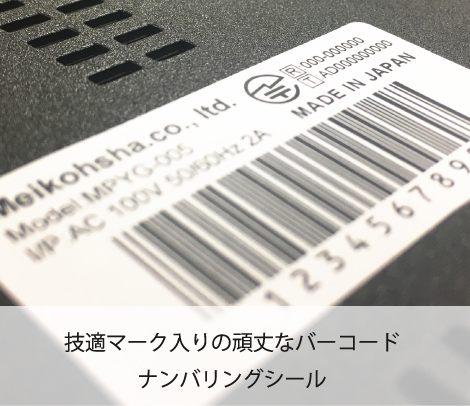 Meikohsha.co., ltd.
Model MPYG-005
I/P AC 100V 50/60Hz 2A
R 000-000000
T AD000000000
MADE IN JAPAN
123456789
技適マーク入りの頑丈なバーコード
ナンバリングシール